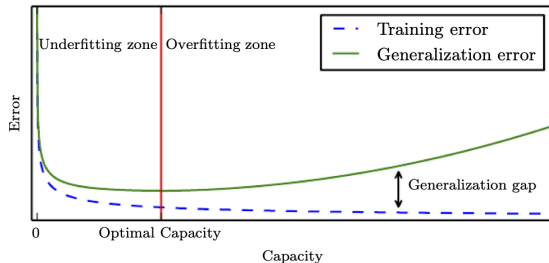 Training error
Generalization error
Underfitting zone
Overfitting zone
Error
Generalization gap
0
Optimal Capacity
Capacity